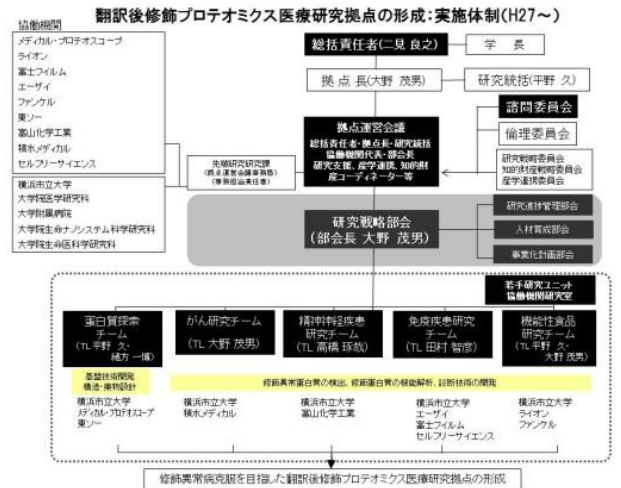 翻訳後修飾プロテオミクス医療研究拠点の形成:実施体制(H27~)
協働機関
メディカル・プロテオスコープ
ライオン
富士フイルム
エーザイ
ファンケル
東ソー
富山化学工業
積水メディカル
セルフリーサイエンス
横浜市立大学
大学院医学研究科
大学附属病院
大学院生命ナノシステム科学研究科
大学院生命医科学研究科
総括責任者(二見 良之)
学 長
拠 点 長(大野 茂男)
研究統括(平野 久)
拠点運営会議
総括責任者・拠点長・研究統括
協働機関代表・部会長
研究支援、産学連携、知的財
産コーディネーター等
諮問委員会
倫理委員会
研究戦略委員会
知的財産戦略委員会
産学連携委員会
先端研究研究課
(拠点運営会議事務局)
(事務担当責任者)
研究戦略部会
(部会長 大野 茂男)
研究進捗管理部会
人材育成部会
事業化計画部会
若手研究ユニット
協働機関研究室
蛋白質探索
チーム
(TL 平野 久・
緒方 一博)
がん研究チーム
(TL 大野 茂男)
精神神経疾患
研究チーム
(TL 高橋 琢哉)
免疫疾患研究
チーム
(TL 田村 智彦)
機能性食品
研究チーム
(TL 平野 久・
大野 茂男)
基盤技術開発
構造・薬物設計
修飾異常蛋白質の検出、修飾蛋白質の機能解析、診断技術の開発
横浜市立大学
メディカル・プロテオスコープ
東ソー
横浜市立大学
積水メディカル
横浜市立大学
富山化学工業
横浜市立大学
エーザイ
富士フイルム
セルフリーサイエンス
横浜市立大学
ライオン
ファンケル
修飾異常病克服を目指した翻訳後修飾プロテオミクス医療研究拠点の形成